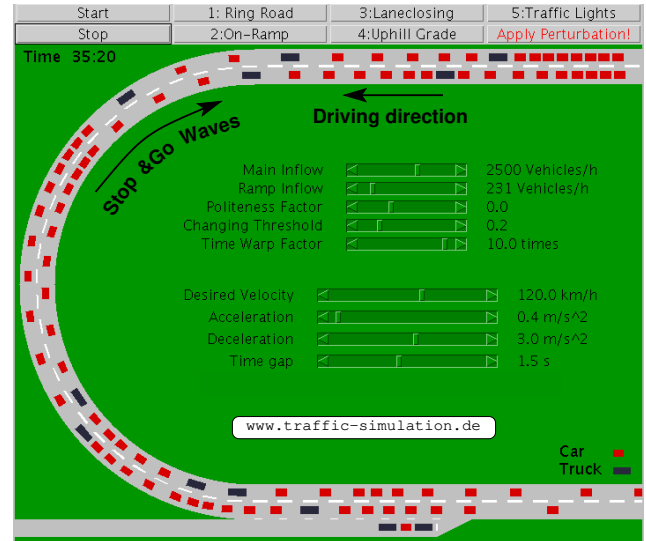 Start 1: Ring Road 3:Laneclosing 5:Traffic Lights
Stop 2:On-Ramp 4:Uphill Grade Apply Perturbation!
Time 35:20
Driving direction
Stop &Go Waves
Main Inflow 2500 Vehicles/h
Ramp Inflow 231 Vehicles/h
Politeness Factor 0.0
Changing Threshold 0.2
Time Warp Factor 10.0 times
Desired Velocity 120.0 km/h
Acceleration 0.4 m/s^2
Deceleration 3.0 m/s^2
Time gap 1.5 s
www.traffic-simulation.de
Car
Truck